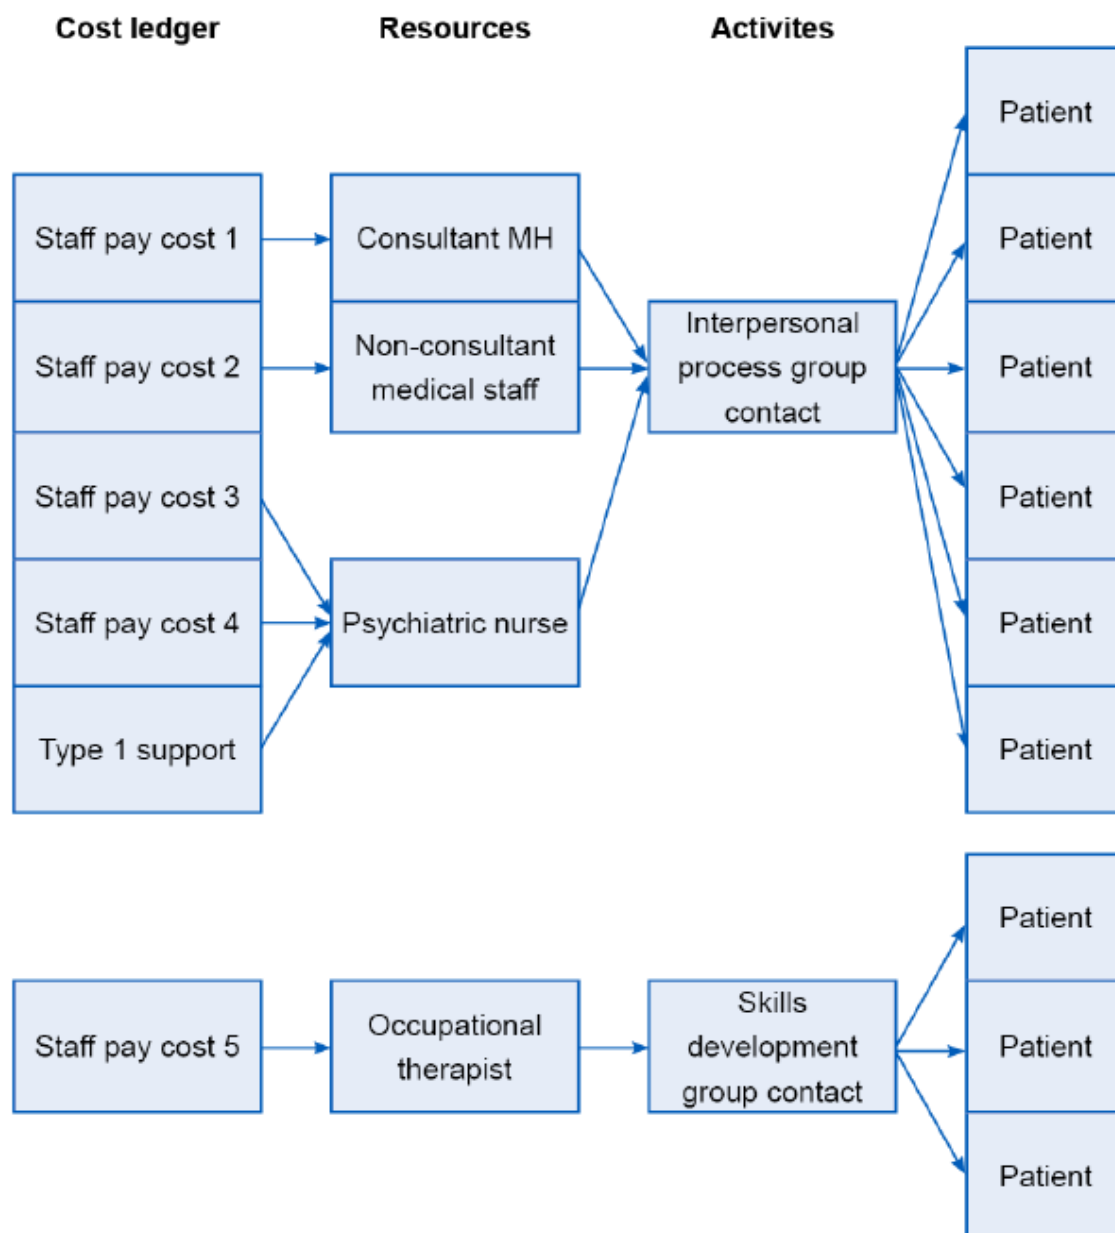 Cost ledger
Resources
Activites
Patient
Staff pay cost 1
Consultant MH
Patient
Staff pay cost 2
Non-consultant
medical staff
Interpersonal
process group
contact
Patient
Staff pay cost 3
Patient
Staff pay cost 4
Psychiatric nurse
Patient
Type 1 support
Patient
Patient
Staff pay cost 5
Occupational
therapist
Skills
development
group contact
Patient
Patient